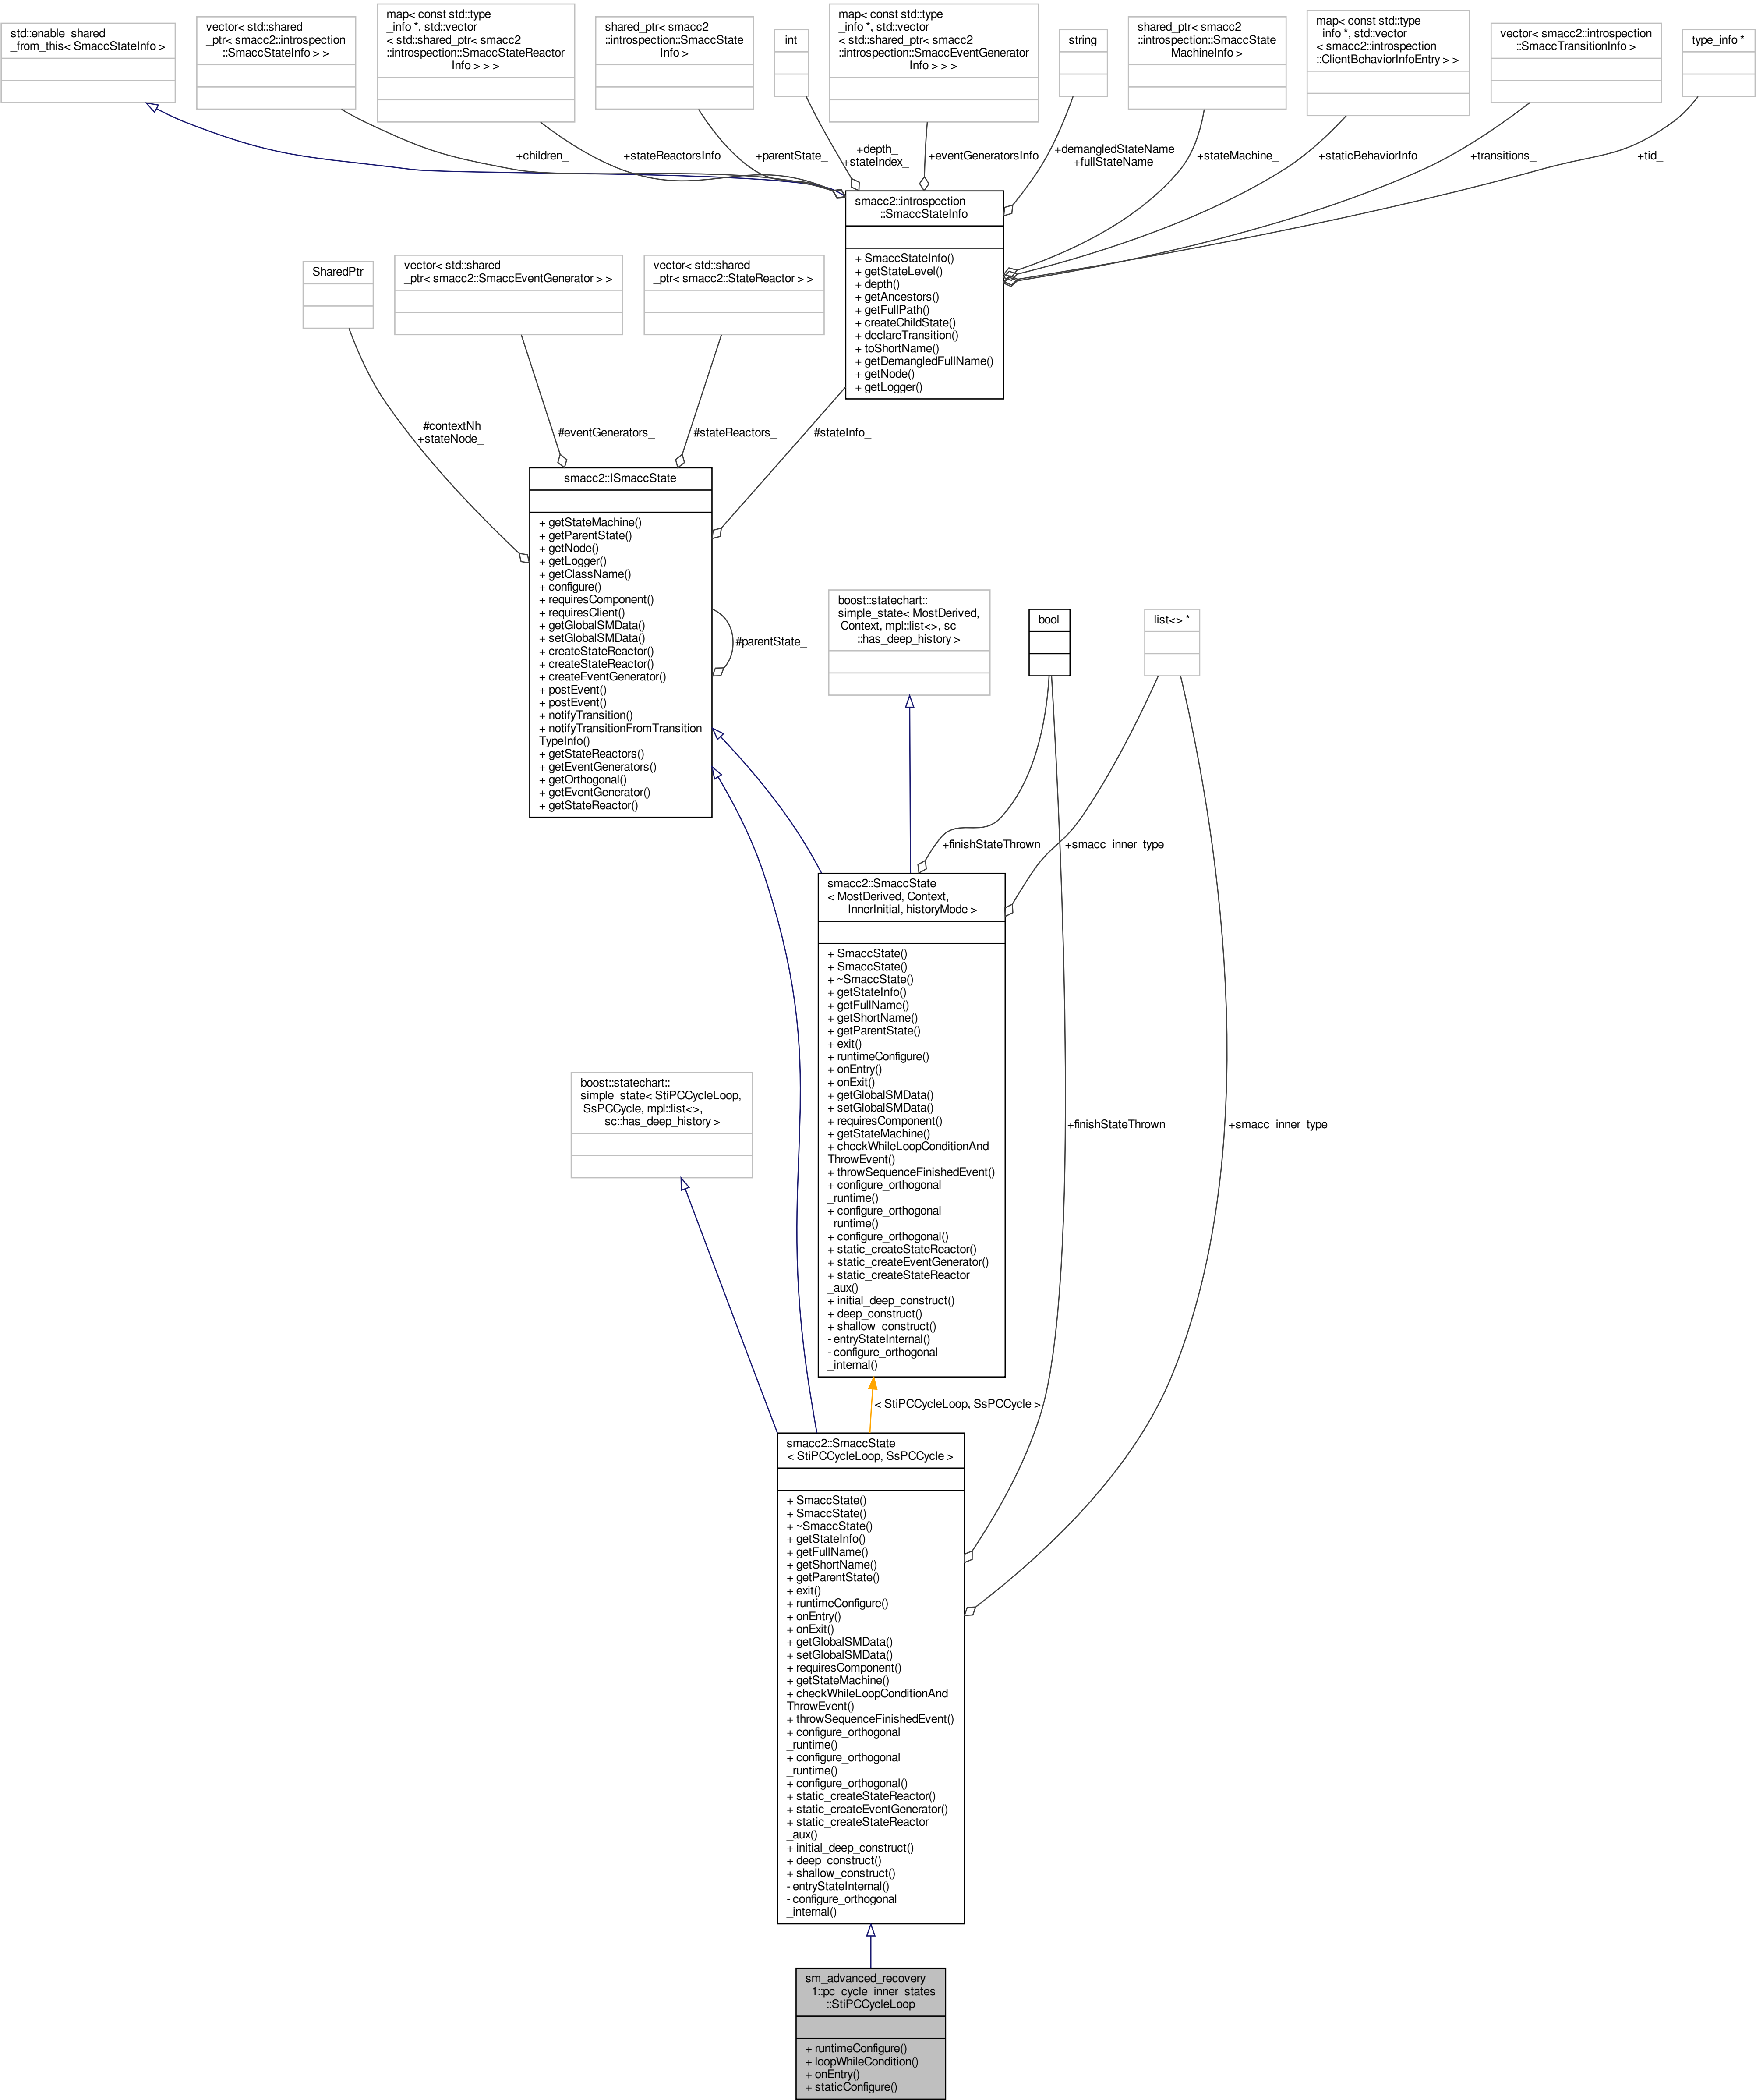 std::enable_shared
_from_this< SmaccStateInfo >
vector< std::shared
_ptr< smacc2::introspection
::SmaccStateInfo > >
map< const std::type
_info *, std::vector
< std::shared_ptr< smacc2
::introspection::SmaccStateReactor
Info > > >
shared_ptr< smacc2
::introspection::SmaccState
Info >
int
map< const std::type
_info *, std::vector
< std::shared_ptr< smacc2
::introspection::SmaccEventGenerator
Info > > >
string
shared_ptr< smacc2
::introspection::SmaccState
MachineInfo >
map< const std::type
_info *, std::vector
< smacc2::introspection
::ClientBehaviorInfoEntry > >
vector< smacc2::introspection
::SmaccTransitionInfo >
type_info *
+children_
+stateReactorsInfo
+parentState_
+depth_
+stateIndex_
+eventGeneratorsInfo
+demangledStateName
+fullStateName
+stateMachine_
+staticBehaviorInfo
+transitions_
+tid_
smacc2::introspection
::SmaccStateInfo
+ SmaccStateInfo()
+ getStateLevel()
+ depth()
+ getAncestors()
+ getFullPath()
+ createChildState()
+ declareTransition()
+ toShortName()
+ getDemangledFullName()
+ getNode()
+ getLogger()
SharedPtr
vector< std::shared
_ptr< smacc2::SmaccEventGenerator > >
vector< std::shared
_ptr< smacc2::StateReactor > >
#contextNh
+stateNode_
#eventGenerators_
#stateReactors_
#stateInfo_
smacc2::ISmaccState
+ getStateMachine()
+ getParentState()
+ getNode()
+ getLogger()
+ getClassName()
+ configure()
+ requiresComponent()
+ requiresClient()
+ getGlobalSMData()
+ setGlobalSMData()
+ createStateReactor()
+ createStateReactor()
+ createEventGenerator()
+ postEvent()
+ postEvent()
+ notifyTransition()
+ notifyTransitionFromTransition
TypeInfo()
+ getStateReactors()
+ getEventGenerators()
+ getOrthogonal()
+ getEventGenerator()
+ getStateReactor()
#parentState_
boost::statechart::
simple_state< MostDerived,
Context, mpl::list<>, sc
::has_deep_history >
bool
list<> *
+finishStateThrown
+smacc_inner_type
smacc2::SmaccState
< MostDerived, Context,
InnerInitial, historyMode >
+ SmaccState()
+ SmaccState()
+ ~SmaccState()
+ getStateInfo()
+ getFullName()
+ getShortName()
+ getParentState()
+ exit()
+ runtimeConfigure()
+ onEntry()
+ onExit()
+ getGlobalSMData()
+ setGlobalSMData()
+ requiresComponent()
+ getStateMachine()
+ checkWhileLoopConditionAnd
ThrowEvent()
+ throwSequenceFinishedEvent()
+ configure_orthogonal
_runtime()
+ configure_orthogonal
_runtime()
+ configure_orthogonal()
+ static_createStateReactor()
+ static_createEventGenerator()
+ static_createStateReactor
_aux()
+ initial_deep_construct()
+ deep_construct()
+ shallow_construct()
- entryStateInternal()
- configure_orthogonal
_internal()
boost::statechart::
simple_state< StiPCCycleLoop,
SsPCCycle, mpl::list<>,
sc::has_deep_history >
+finishStateThrown
+smacc_inner_type
< StiPCCycleLoop, SsPCCycle >
smacc2::SmaccState
< StiPCCycleLoop, SsPCCycle >
+ SmaccState()
+ SmaccState()
+ ~SmaccState()
+ getStateInfo()
+ getFullName()
+ getShortName()
+ getParentState()
+ exit()
+ runtimeConfigure()
+ onEntry()
+ onExit()
+ getGlobalSMData()
+ setGlobalSMData()
+ requiresComponent()
+ getStateMachine()
+ checkWhileLoopConditionAnd
ThrowEvent()
+ throwSequenceFinishedEvent()
+ configure_orthogonal
_runtime()
+ configure_orthogonal
_runtime()
+ configure_orthogonal()
+ static_createStateReactor()
+ static_createEventGenerator()
+ static_createStateReactor
_aux()
+ initial_deep_construct()
+ deep_construct()
+ shallow_construct()
- entryStateInternal()
- configure_orthogonal
_internal()
sm_advanced_recovery
_1::pc_cycle_inner_states
::StiPCCycleLoop
+ runtimeConfigure()
+ loopWhileCondition()
+ onEntry()
+ staticConfigure()